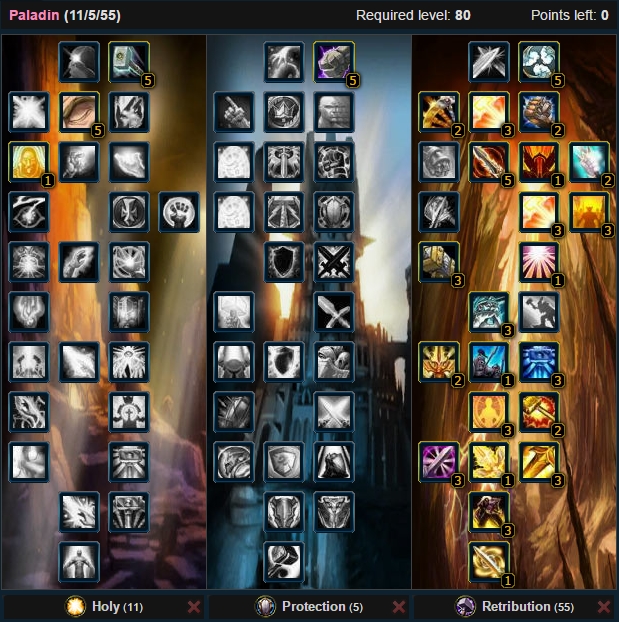 Paladin (11/5/55) Required level: 80 Points left: 0
5 5 5
5 2 3 2
1 5 1 2
3 3
3 1
3
2 1 3
3 2
3 1 3
3
1
Holy (11) Protection (5) Retribution (55)